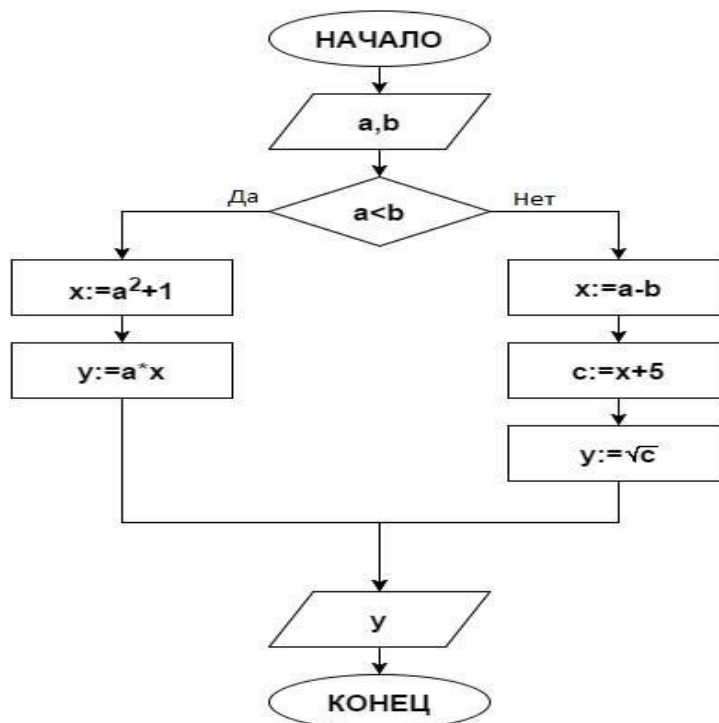 НАЧАЛО
a,b
Да
a<b
Нет
x:=a²+1
x:=a-b
y:=a*x
c:=x+5
y:=√c
y
КОНЕЦ